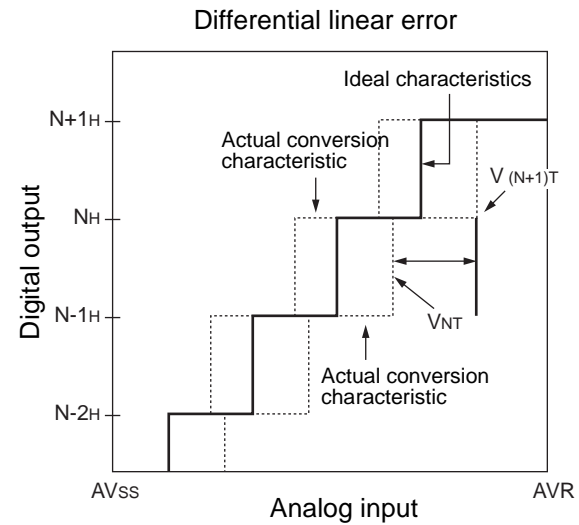 Differential linear error
Ideal characteristics
N+1H
Actual conversion
characteristic
V (N+1)T
NH
Digital output
N-1H
VNT
Actual conversion
characteristic
N-2H
AVSS
AVR
Analog input